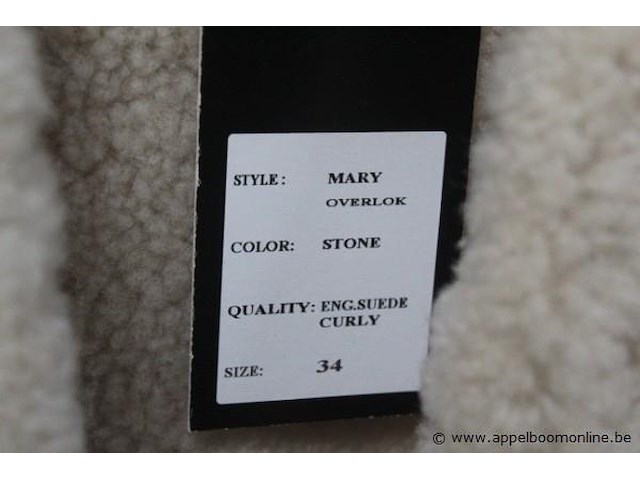 STYLE: MARY
OVERLOK
COLOR: STONE
QUALITY: ENG.SUEDE
CURLY
SIZE: 34
© www.appelboomonline.be